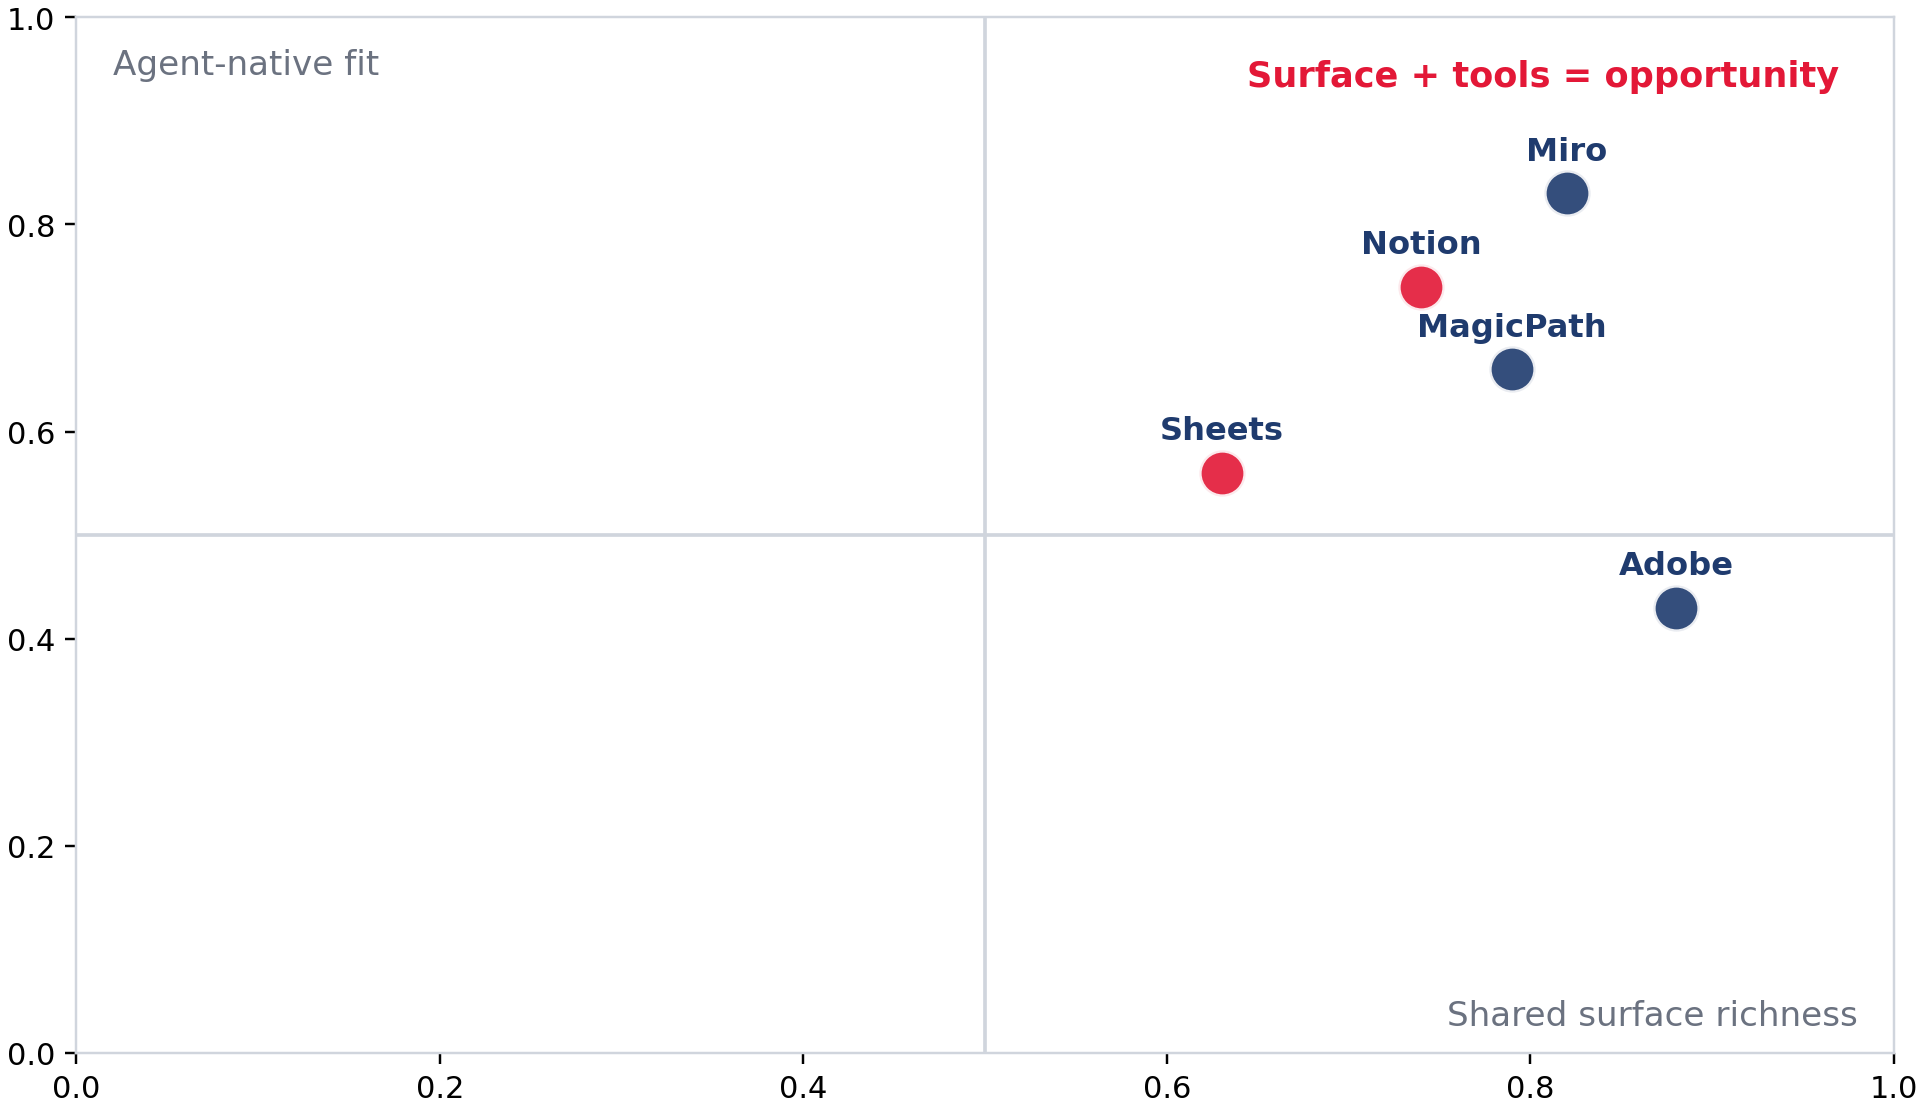 1.0
Agent-native fit
Surface + tools = opportunity
Miro
0.8
Notion
MagicPath
0.6
Sheets
Adobe
0.4
0.2
Shared surface richness
0.0
0.0 0.2 0.4 0.6 0.8 1.0